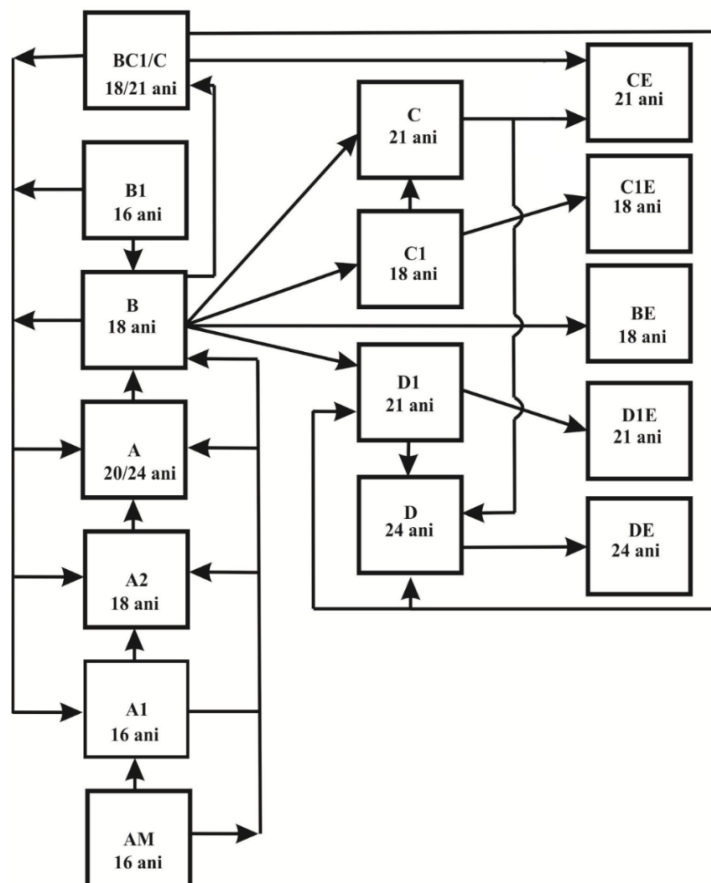 BC1/C
18/21 ani
B1
16 ani
B
18 ani
A
20/24 ani
A2
18 ani
A1
16 ani
AM
16 ani
C
21 ani
C1
18 ani
D1
21 ani
D
24 ani
CE
21 ani
C1E
18 ani
BE
18 ani
D1E
21 ani
DE
24 ani